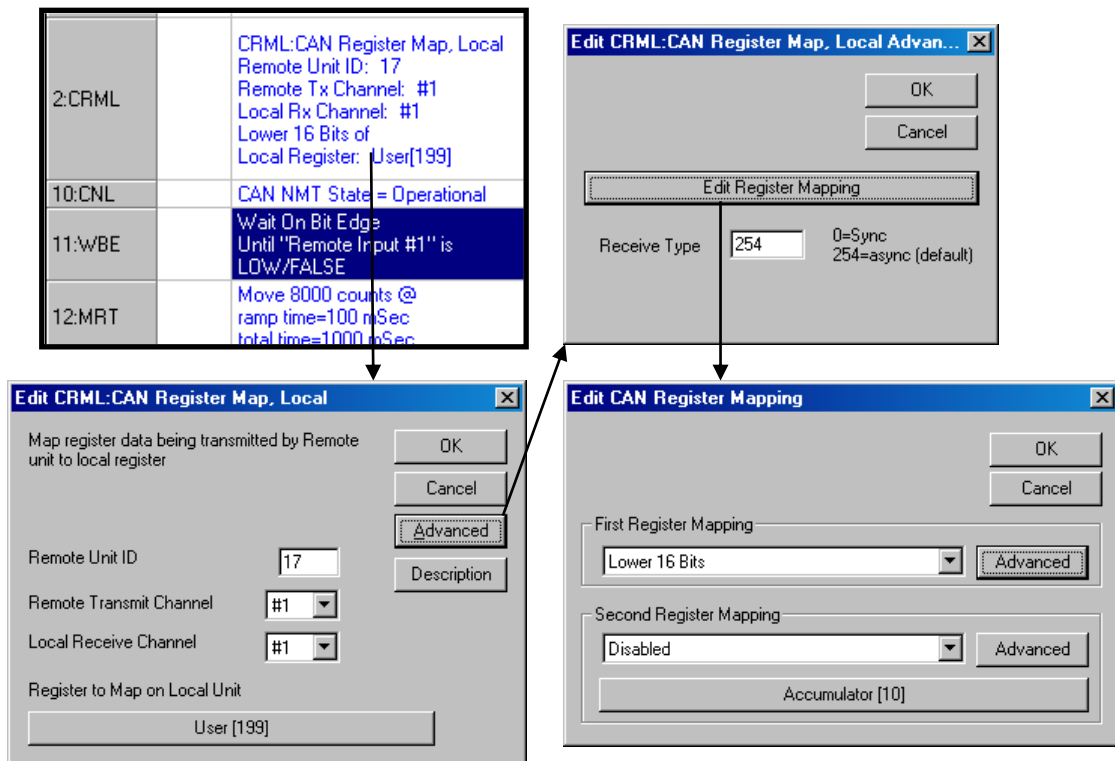 2:CRML
CRML:CAN Register Map, Local
Remote Unit ID: 17
Remote Tx Channel: #1
Local Rx Channel: #1
Lower 16 Bits of
Local Register: User[199]
10:CNL
CAN NMT State = Operational
11:WBE
Wait On Bit Edge
Until "Remote Input #1" is
LOW/FALSE
12:MRT
Move 8000 counts @
ramp time=100 mSec
total time=1000 mSec
Edit CRML:CAN Register Map, Local Advan...
OK
Cancel
Edit Register Mapping
Receive Type
254
0=Sync
254=async (default)
Edit CRML:CAN Register Map, Local
Map register data being transmitted by Remote
unit to local register
OK
Cancel
Advanced
Description
Remote Unit ID
17
Remote Transmit Channel
#1
Local Receive Channel
#1
Register to Map on Local Unit
User [199]
Edit CAN Register Mapping
OK
Cancel
First Register Mapping
Lower 16 Bits
Advanced
Second Register Mapping
Disabled
Advanced
Accumulator [10]